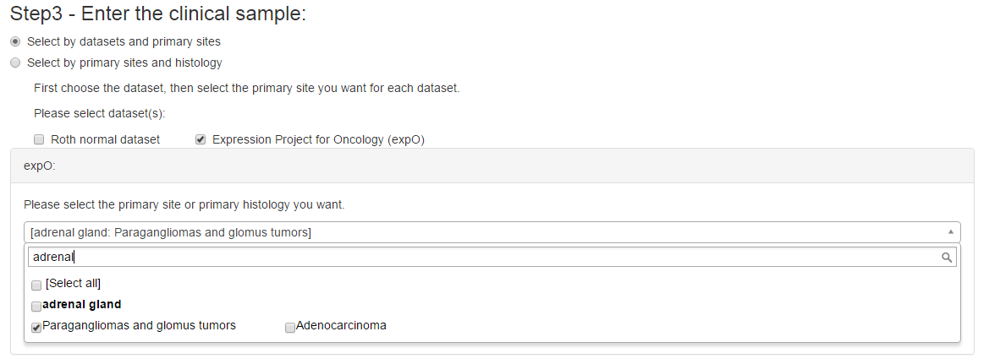 Step3 - Enter the clinical sample:
Select by datasets and primary sites
Select by primary sites and histology
First choose the dataset, then select the primary site you want for each dataset.
Please select dataset(s):
Roth normal dataset Expression Project for Oncology (expO)
expO:
Please select the primary site or primary histology you want.
[adrenal gland: Paragangliomas and glomus tumors]
adrenal
[Select all]
adrenal gland
Paragangliomas and glomus tumors Adenocarcinoma